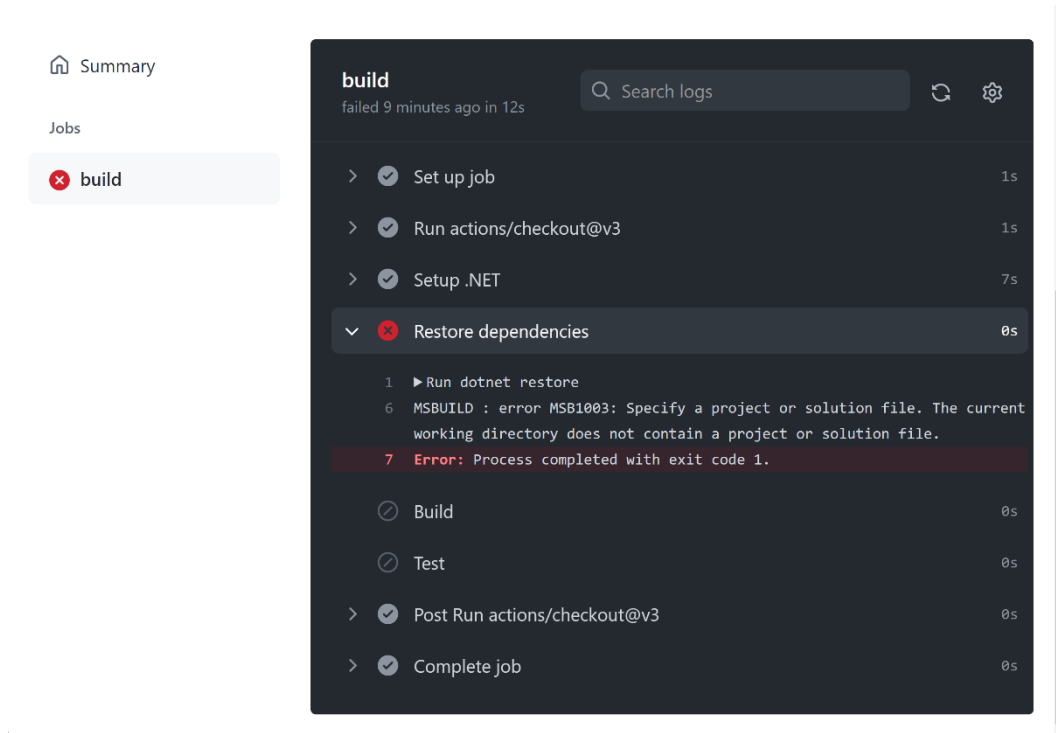 Summary
Jobs
build
build
failed 9 minutes ago in 12s
Search logs
Set up job 1s
Run actions/checkout@v3 1s
Setup .NET 7s
Restore dependencies 0s
1 Run dotnet restore
6 MSBUILD : error MSB1003: Specify a project or solution file. The current
working directory does not contain a project or solution file.
7 Error: Process completed with exit code 1.
Build 0s
Test 0s
Post Run actions/checkout@v3 0s
Complete job 0s